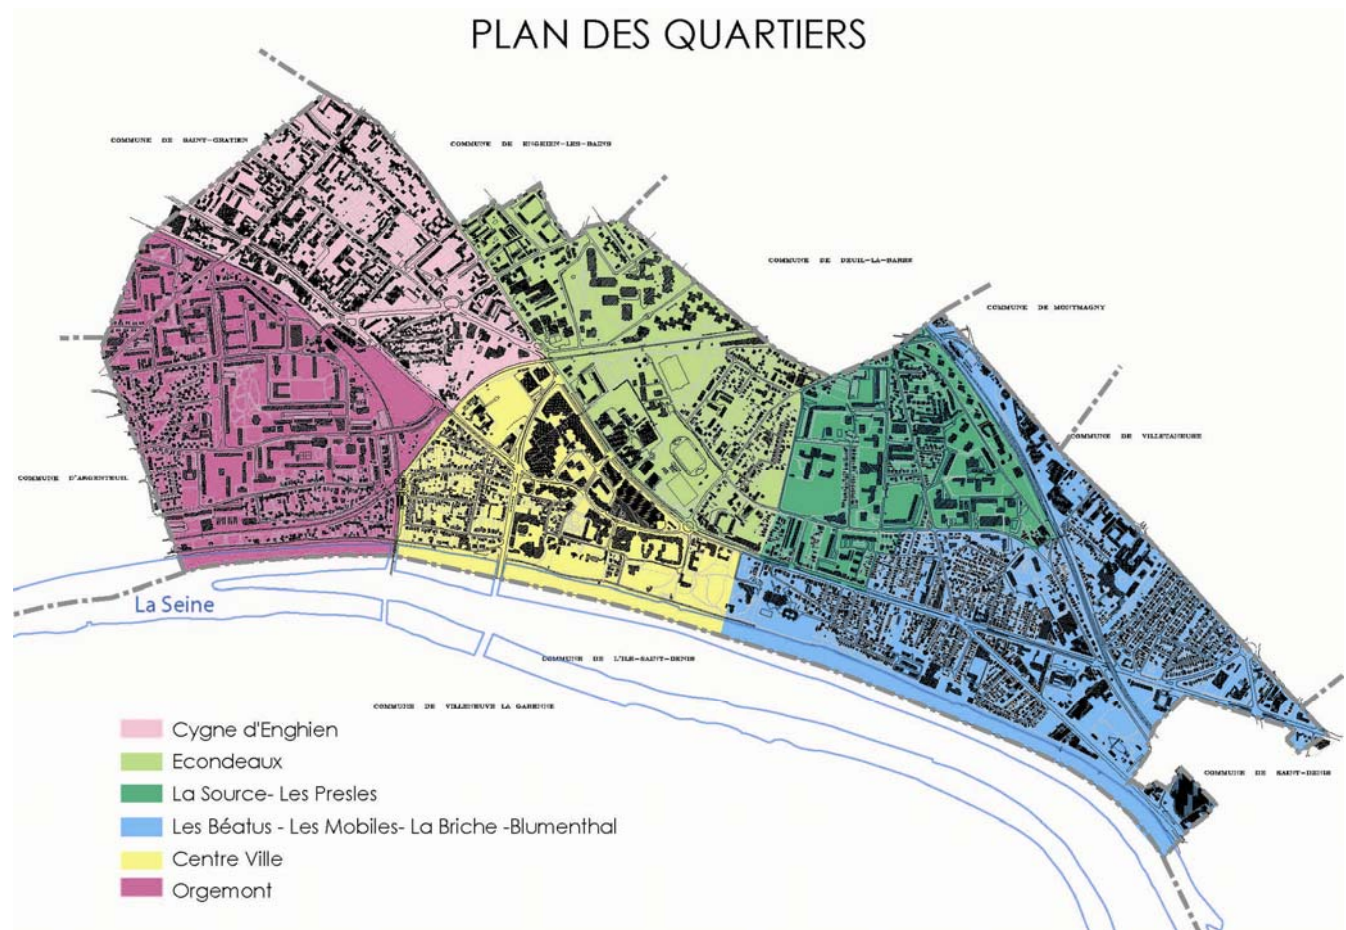 PLAN DES QUARTIERS
COMMUNE DE SAINT-GRATIEN
COMMUNE DE ENGHIEN-LES-BAINS
COMMUNE DE DEUIL-LA-BARRE
COMMUNE DE MONTMAGNY
COMMUNE DE VILLETANEUSE
COMMUNE D'ARGENTEUIL
La Seine
COMMUNE DE L'ILE-SAINT-DENIS
COMMUNE DE VILLENEUVE LA GARENNE
COMMUNE DE SAINT-DENIS
Cygne d'Enghien
Econdeaux
La Source- Les Presles
Les Béatus - Les Mobiles- La Briche -Blumenthal
Centre Ville
Orgemont